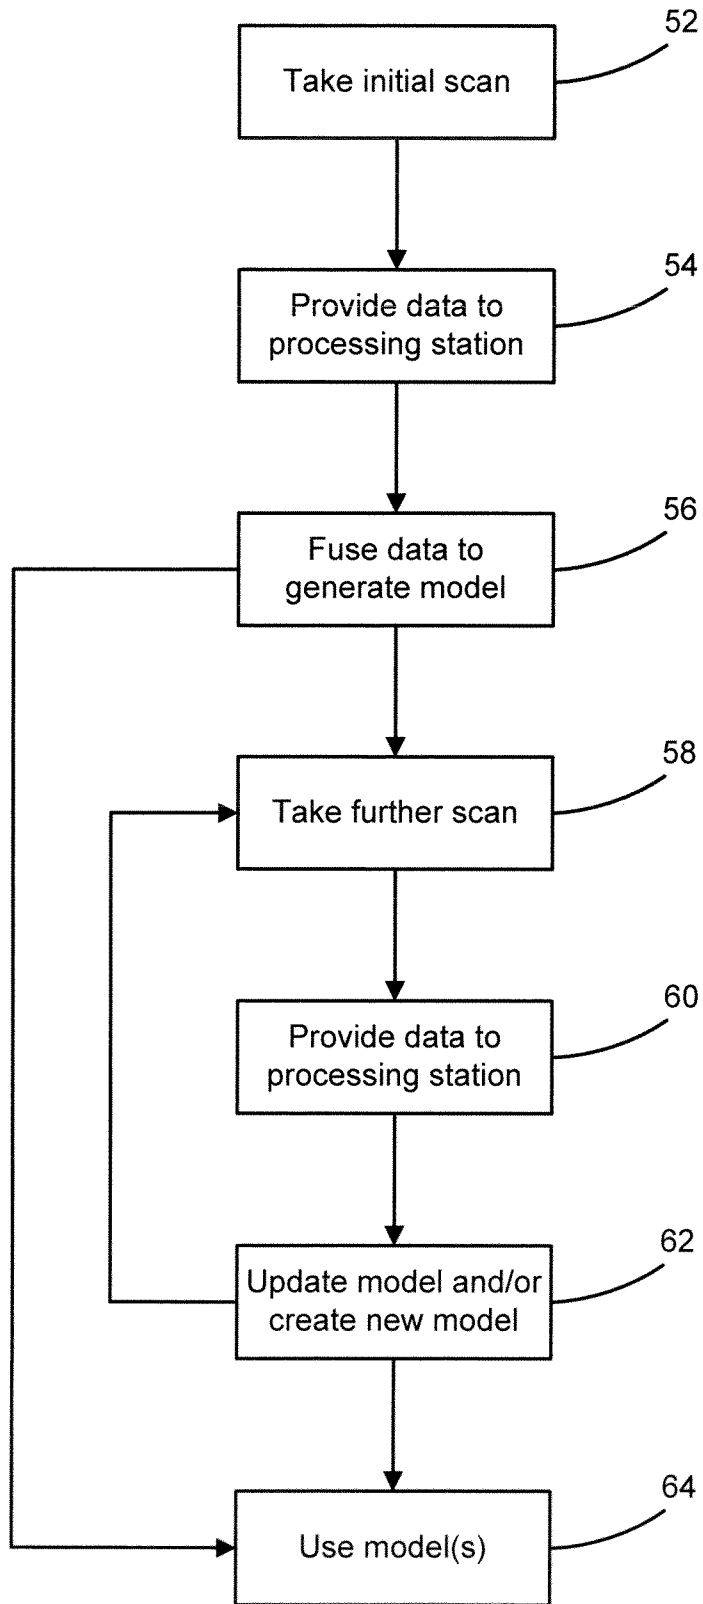 52
Take initial scan
54
Provide data to
processing station
56
Fuse data to
generate model
58
Take further scan
60
Provide data to
processing station
62
Update model and/or
create new model
64
Use model(s)